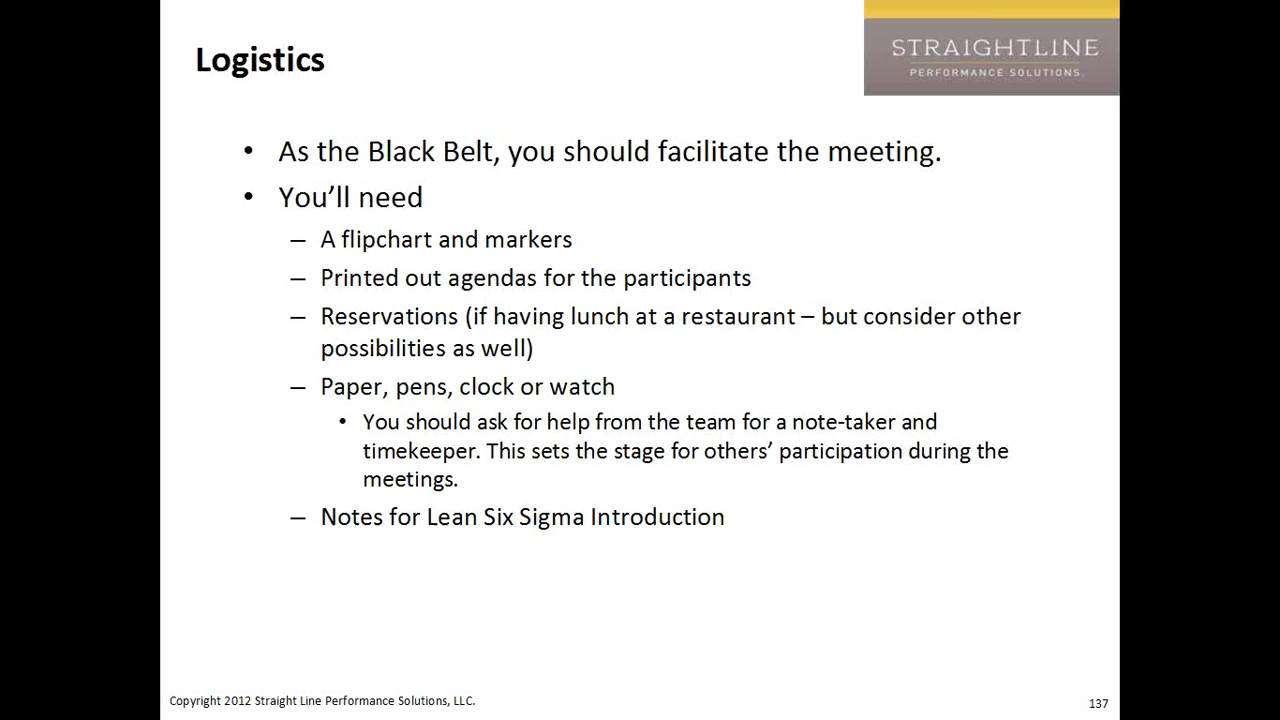 Logistics
STRAIGHTLINE
PERFORMANCE SOLUTIONS.
• As the Black Belt, you should facilitate the meeting.
• You’ll need
– A flipchart and markers
– Printed out agendas for the participants
– Reservations (if having lunch at a restaurant – but consider other
possibilities as well)
– Paper, pens, clock or watch
• You should ask for help from the team for a note-taker and
timekeeper. This sets the stage for others’ participation during the
meetings.
– Notes for Lean Six Sigma Introduction
Copyright 2012 Straight Line Performance Solutions, LLC.
137